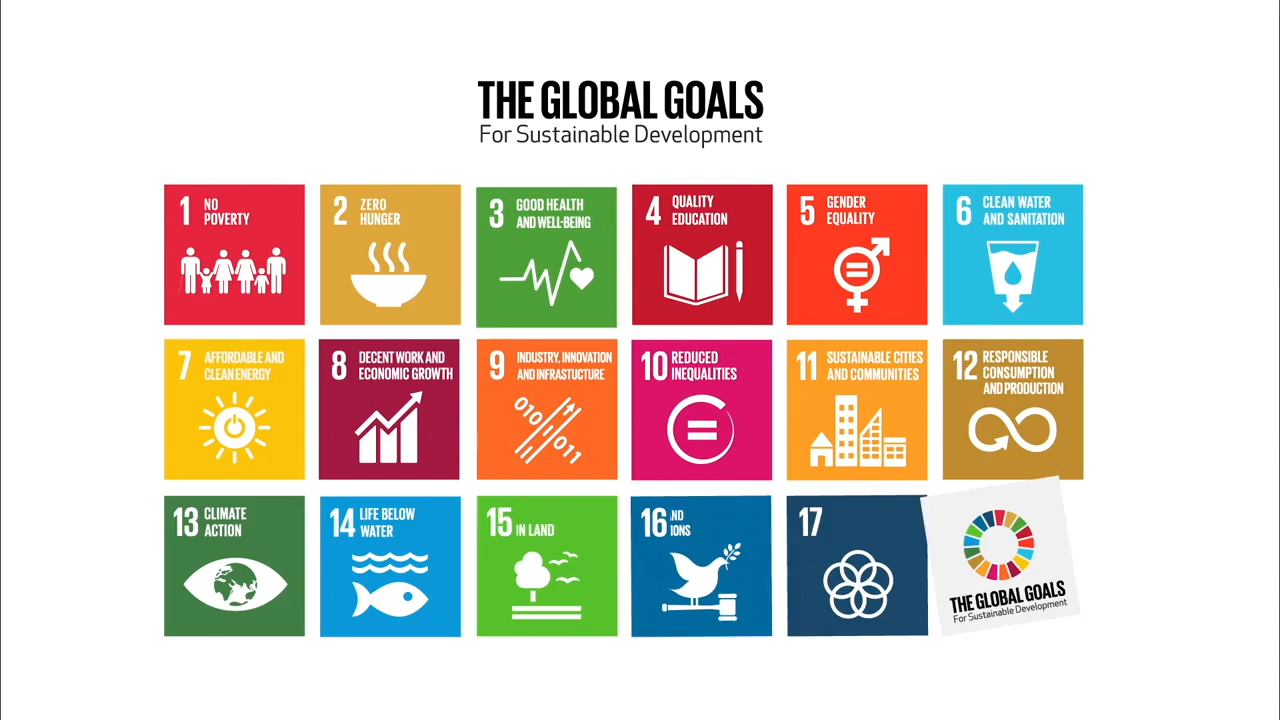 THE GLOBAL GOALS
For Sustainable Development
1 NO
POVERTY
2 ZERO
HUNGER
3 GOOD HEALTH
AND WELL-BEING
4 QUALITY
EDUCATION
5 GENDER
EQUALITY
6 CLEAN WATER
AND SANITATION
7 AFFORDABLE AND
CLEAN ENERGY
8 DECENT WORK AND
ECONOMIC GROWTH
9 INDUSTRY, INNOVATION
AND INFRASTUCTURE
010
011
10 REDUCED
INEQUALITIES
11 SUSTAINABLE CITIES
AND COMMUNITIES
12 RESPONSIBLE
CONSUMPTION
AND PRODUCTION
13 CLIMATE
ACTION
14 LIFE BELOW
WATER
15 IN LAND
16 .ND
IONS
17
THE GLOBAL GOALS
For Sustainable Development